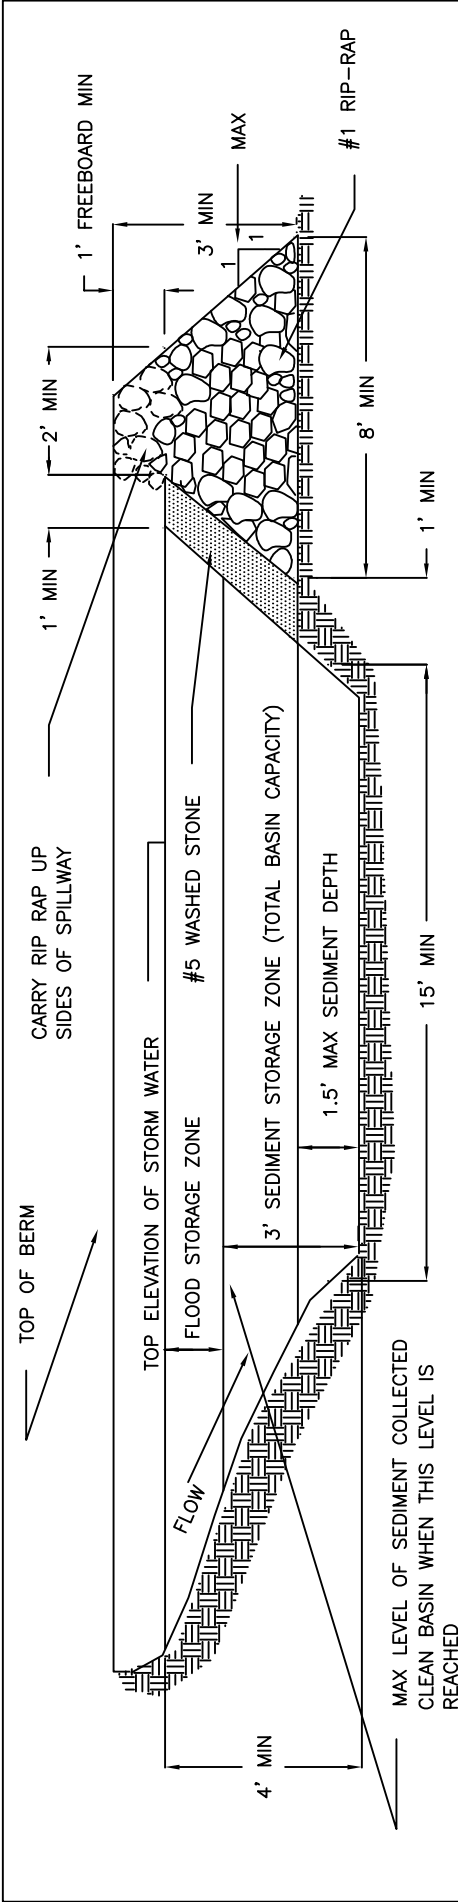 TOP OF BERM
CARRY RIP RAP UP
SIDES OF SPILLWAY
1' MIN
2' MIN
1' FREEBOARD MIN
TOP ELEVATION OF STORM WATER
FLOOD STORAGE ZONE
#5 WASHED STONE
3' MIN
MAX
1
1
FLOW
3' SEDIMENT STORAGE ZONE (TOTAL BASIN CAPACITY)
1.5' MAX SEDIMENT DEPTH
#1 RIP-RAP
4' MIN
15' MIN
1' MIN
8' MIN
MAX LEVEL OF SEDIMENT COLLECTED
CLEAN BASIN WHEN THIS LEVEL IS
REACHED